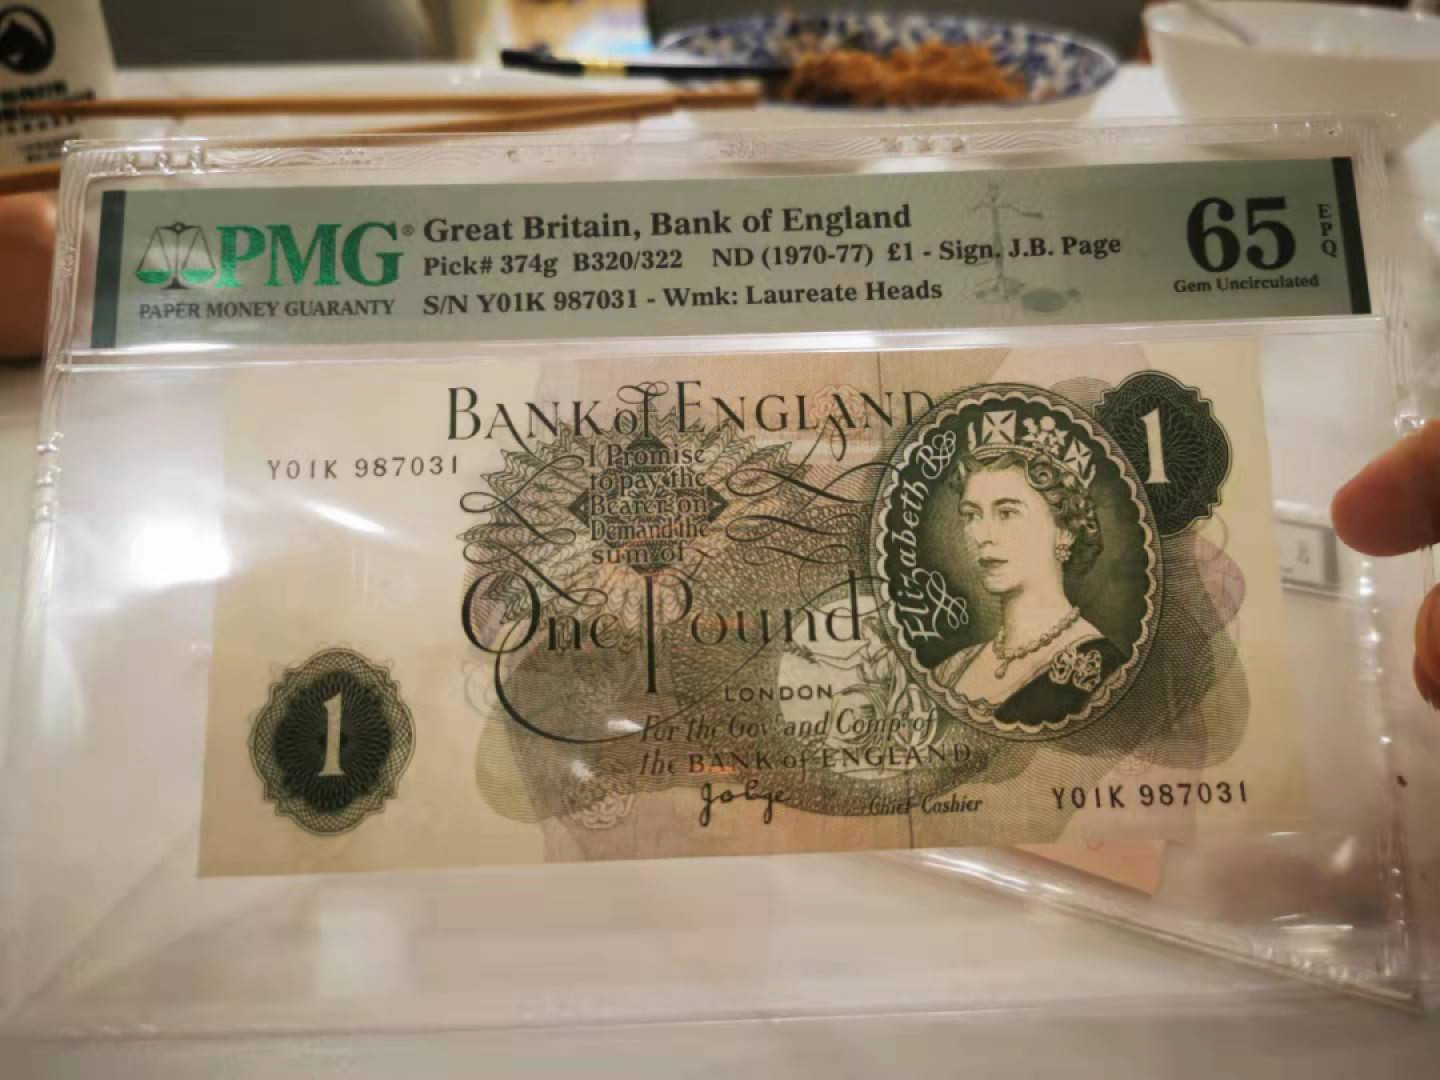 PMG®
PAPER MONEY GUARANTY
Great Britain, Bank of England
Pick# 374g B320/322 ND (1970-77) £1 - Sign. J.B. Page
S/N Y01K 987031 - Wmk: Laureate Heads
65
EPQ
Gem Uncirculated
BANK of ENGLAND
Y01K 987031
I Promise
to pay the
Bearer on
Demand the
sum of
One Pound
LONDON
For the Govr and Compa of
the BANK of ENGLAND
Chief Cashier
Elizabeth R
1
1
Y01K 987031